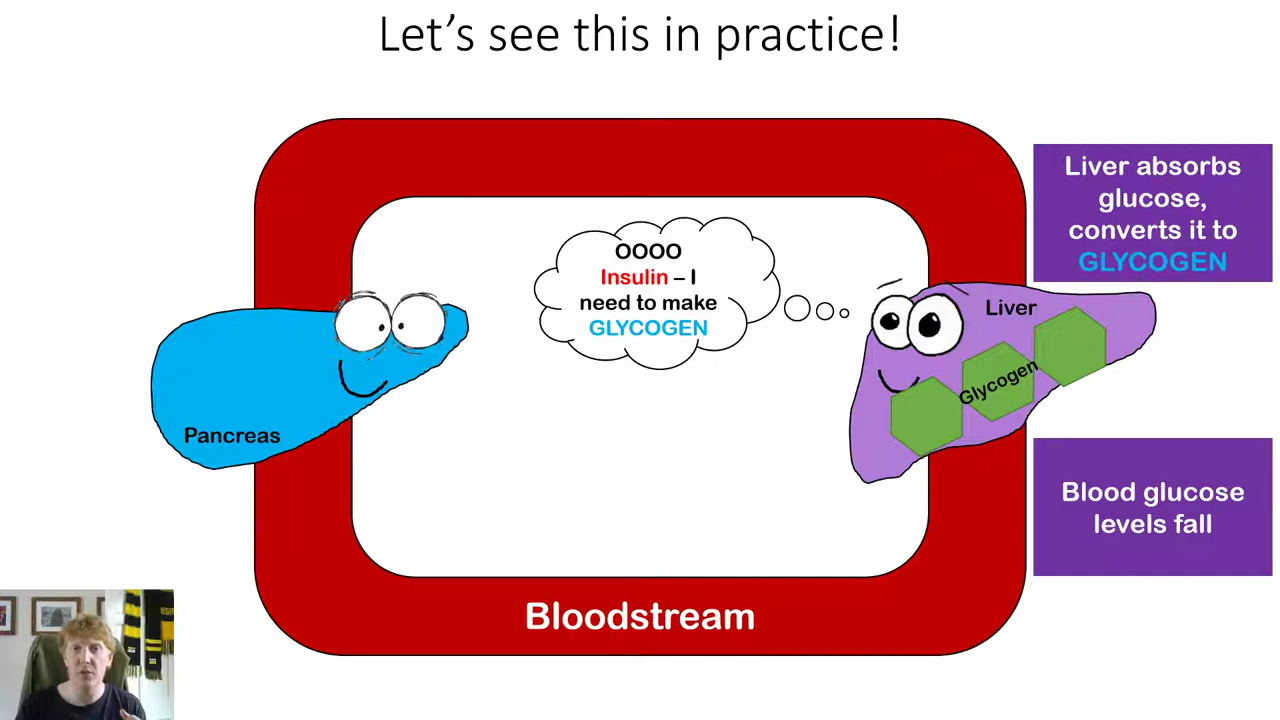 Let's see this in practice!
OOOO
Insulin – I
need to make
GLYCOGEN
Liver absorbs
glucose,
converts it to
GLYCOGEN
Liver
Glycogen
Pancreas
Blood glucose
levels fall
Bloodstream